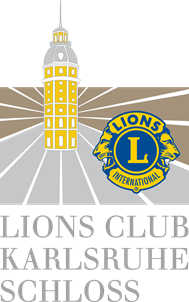 LIONS
L
INTERNATIONAL
LIONS CLUB
KARLSRUHE
SCHLOSS